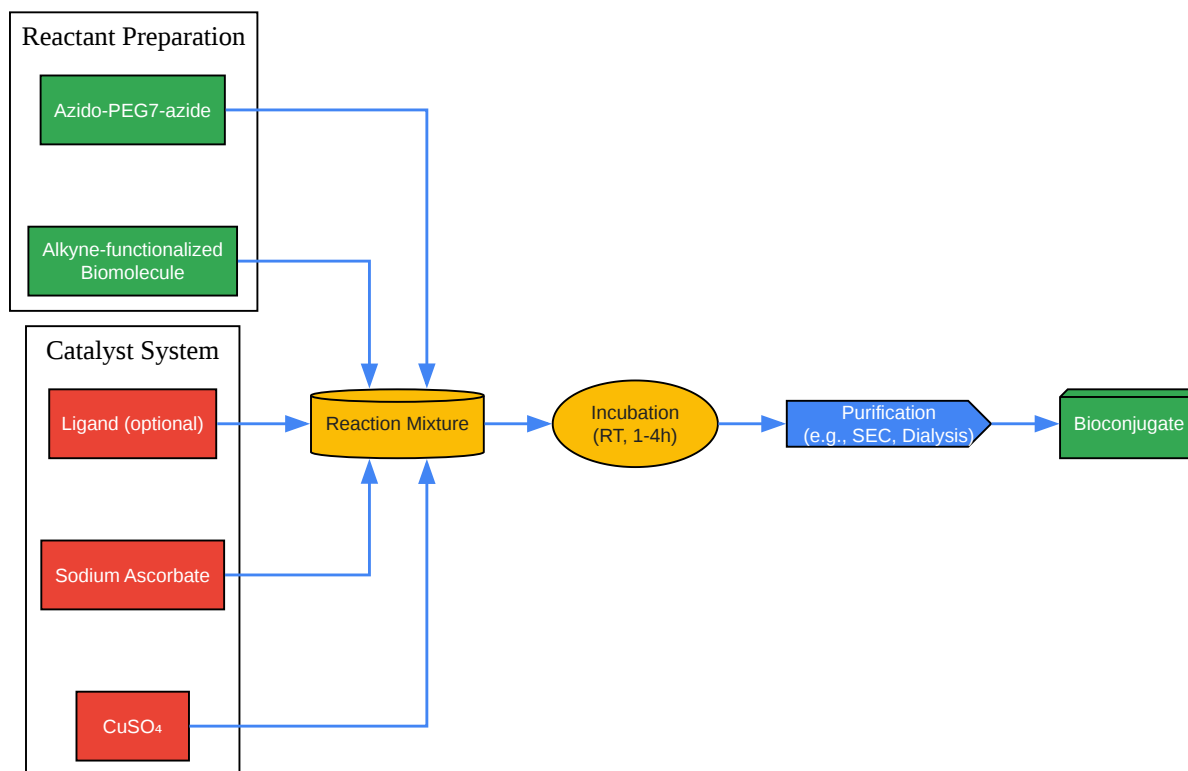 Reactant Preparation
Azido-PEG7-azide
Alkyne-functionalized
Biomolecule
Catalyst System
Ligand (optional)
Reaction Mixture
Incubation
(RT, 1-4h)
Purification
(e.g., SEC, Dialysis)
Bioconjugate
Sodium Ascorbate
CuSO₄